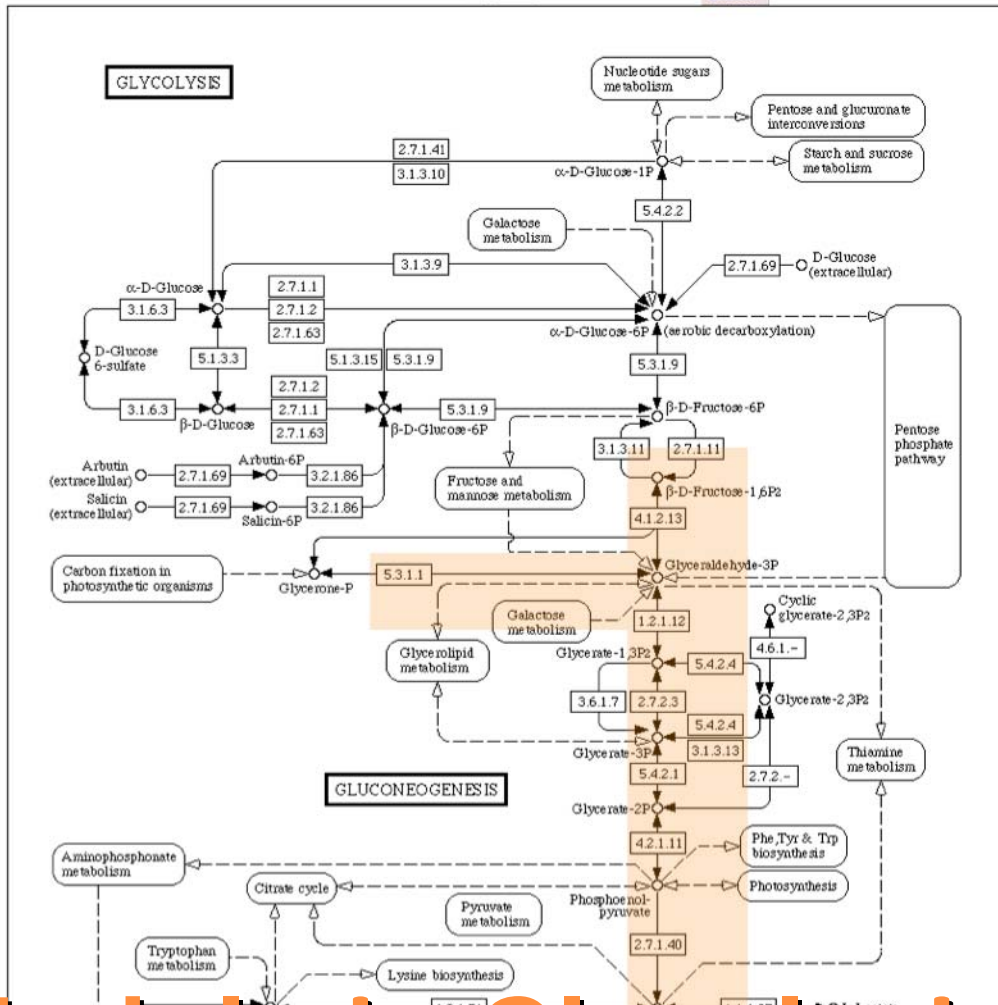 GLYCOLYSIS
Nucleotide sugars
metabolism
Pentose and glucuronate
interconversions
Starch and sucrose
metabolism
2.7.1.41
3.1.3.10
α-D-Glucose-1P
5.4.2.2
Galactose
metabolism
3.1.3.9
2.7.1.69
D-Glucose
(extracellular)
α-D-Glucose
2.7.1.1
2.7.1.2
2.7.1.63
3.1.6.3
α-D-Glucose-6P
(aerobic decarboxylation)
D-Glucose
6-sulfate
5.1.3.3
5.1.3.15
5.3.1.9
5.3.1.9
2.7.1.2
2.7.1.1
2.7.1.63
3.1.6.3
β-D-Glucose
β-D-Glucose-6P
5.3.1.9
β-D-Fructose-6P
Pentose
phosphate
pathway
3.1.3.11
2.7.1.11
Arbutin
(extracellular)
2.7.1.69
Arbutin-6P
3.2.1.86
Salicin
(extracellular)
2.7.1.69
Salicin-6P
3.2.1.86
Fructose and
mannose metabolism
β-D-Fructose-1,6P2
4.1.2.13
Carbon fixation in
photosynthetic organisms
Glycerone-P
5.3.1.1
Glyceraldehyde-3P
Galactose
metabolism
1.2.1.12
Cyclic
glycerate-2,3P2
4.6.1.-
Glycerolipid
metabolism
Glycerate-1,3P2
5.4.2.4
3.6.1.7
2.7.2.3
Glycerate-2,3P2
5.4.2.4
3.1.3.13
Glycerate-3P
Thiamine
metabolism
GLUCONEOGENESIS
5.4.2.1
2.7.2.-
Glycerate-2P
4.2.1.11
Phe,Tyr & Trp
biosynthesis
Aminophosphonate
metabolism
Citrate cycle
Phosphoenol-
pyruvate
Photosynthesis
Pyruvate
metabolism
2.7.1.40
Tryptophan
metabolism
Lysine biosynthesis